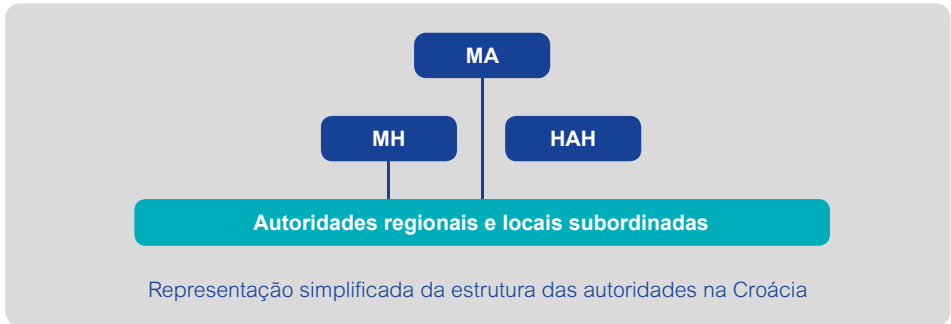 MA
MH
HAH
Autoridades regionais e locais subordinadas
Representação simplificada da estrutura das autoridades na Croácia